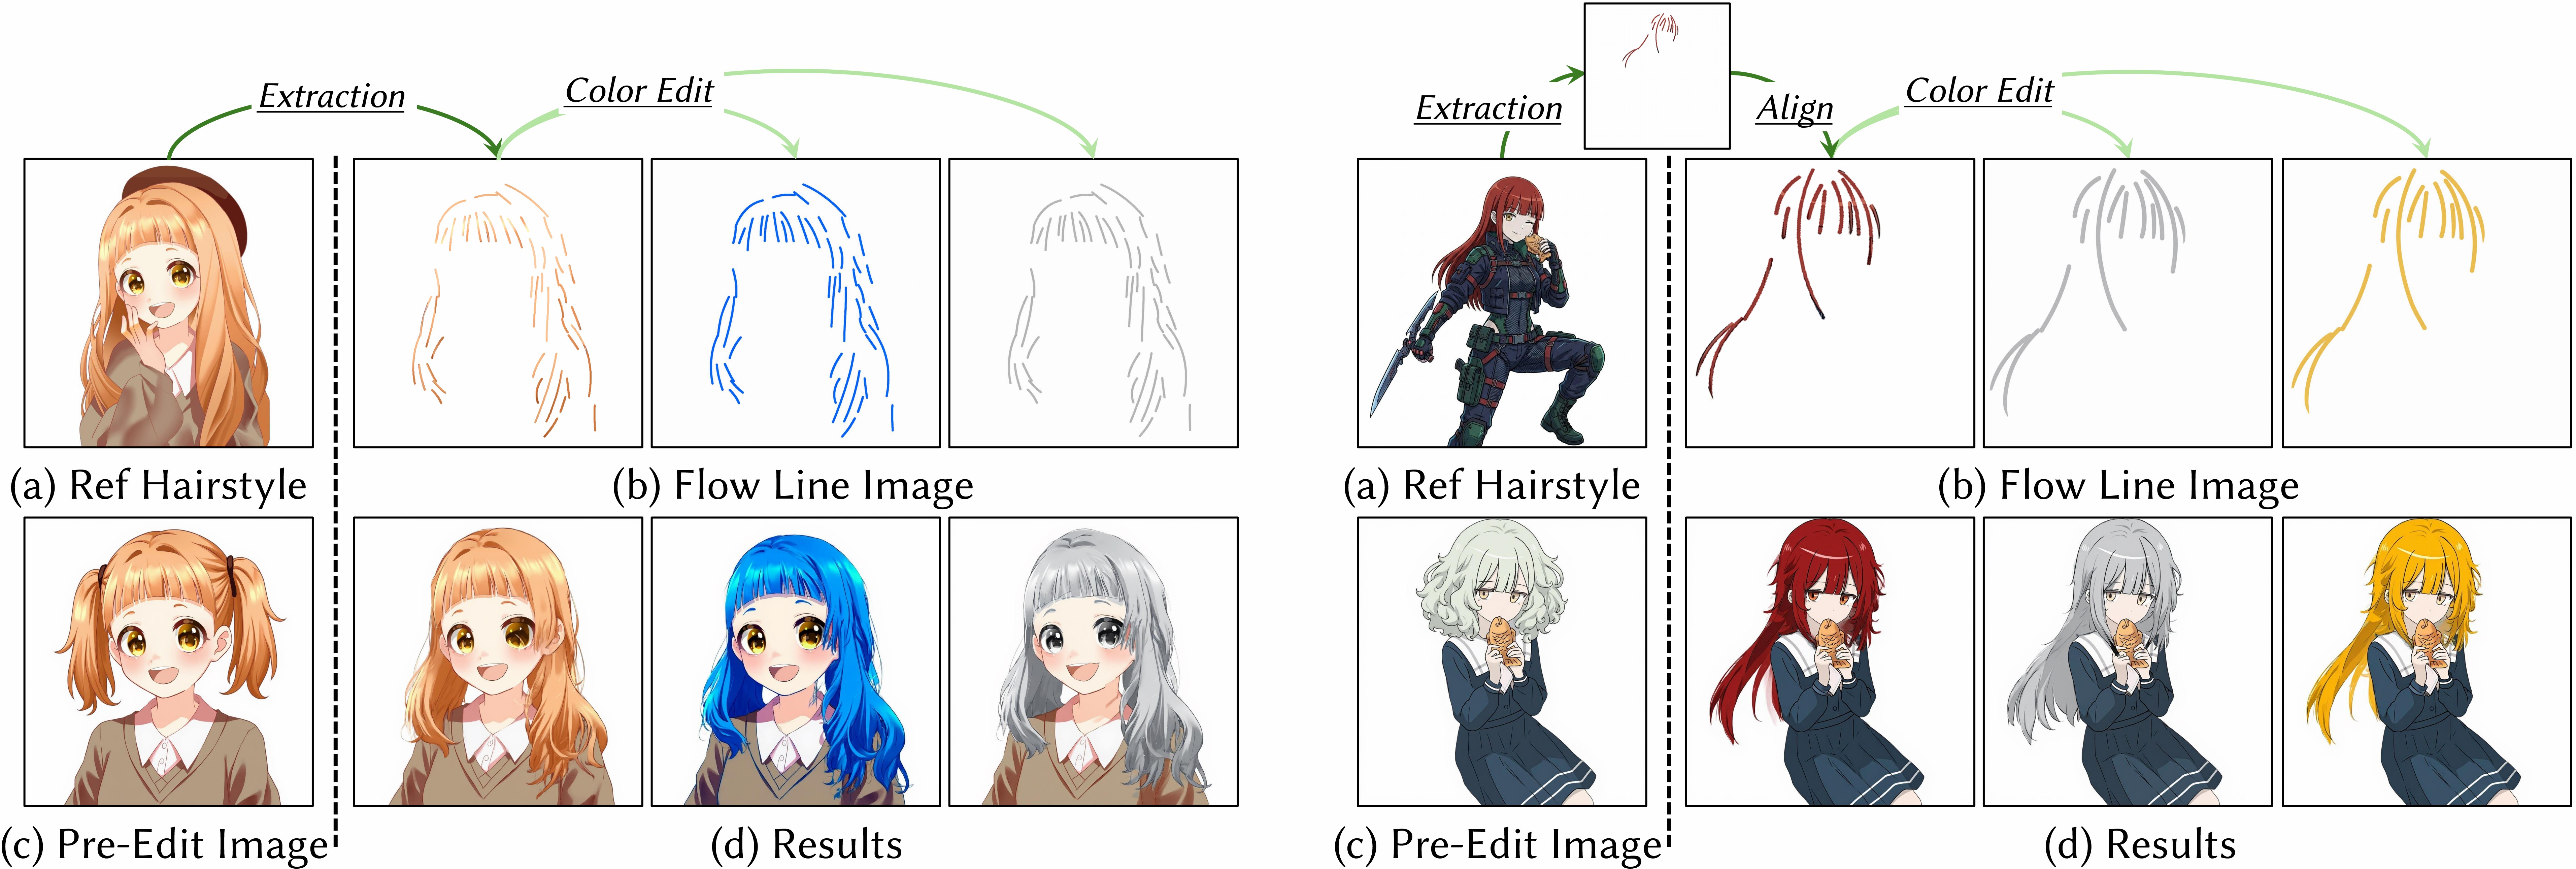 Extraction
Color Edit
(a) Ref Hairstyle
(b) Flow Line Image
(c) Pre-Edit Image
(d) Results
Extraction
Align
Color Edit
(a) Ref Hairstyle
(b) Flow Line Image
(c) Pre-Edit Image
(d) Results